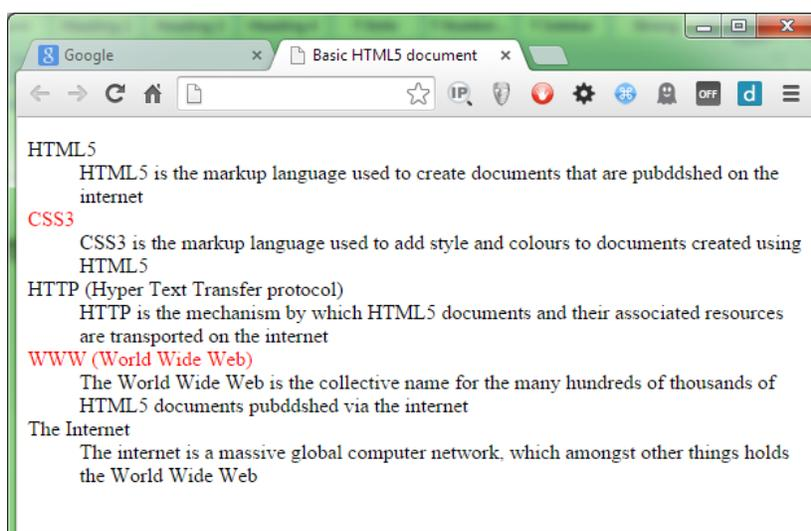 Google
Basic HTML5 document
IP
OFF
d
HTML5
HTML5 is the markup language used to create documents that are pubddshed on the
internet
CSS3
CSS3 is the markup language used to add style and colours to documents created using
HTML5
HTTP (Hyper Text Transfer protocol)
HTTP is the mechanism by which HTML5 documents and their associated resources
are transported on the internet
WWW (World Wide Web)
The World Wide Web is the collective name for the many hundreds of thousands of
HTML5 documents pubddshed via the internet
The Internet
The internet is a massive global computer network, which amongst other things holds
the World Wide Web